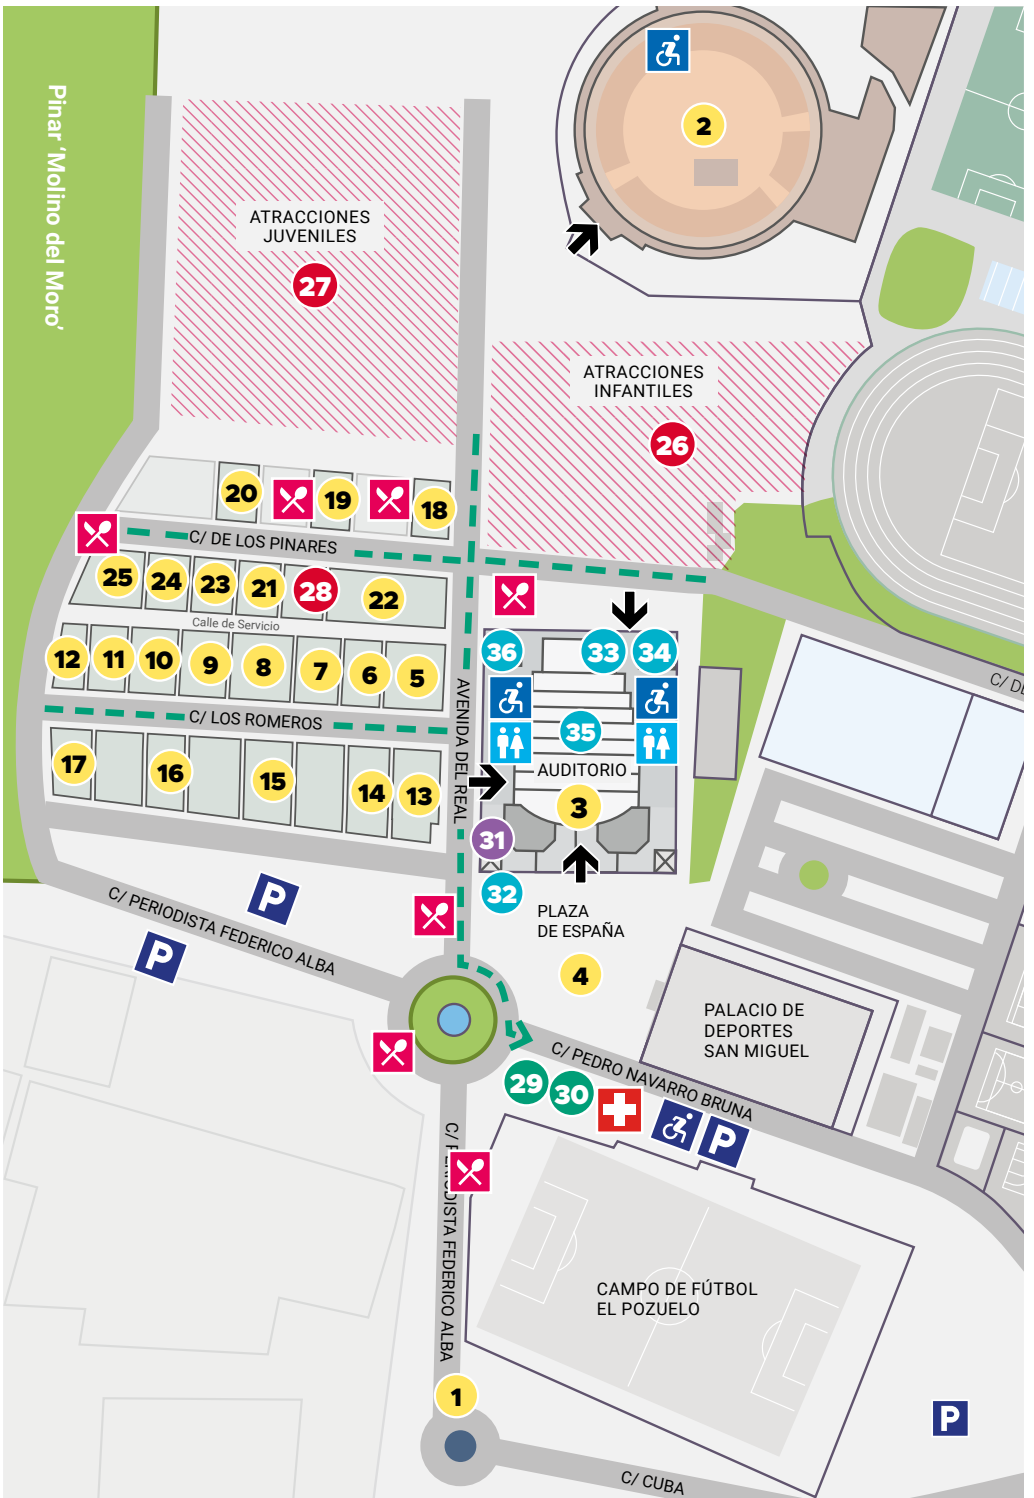 2
Pinar ‘Molino del Moro’
ATRACCIONES
JUVENILES
27
ATRACCIONES
INFANTILES
26
20
19
18
C/ DE LOS PINARES
25
24
23
21
28
22
Calle de Servicio
12
11
10
9
8
7
6
5
C/ LOS ROMEROS
17
16
15
14
13
AVENIDA DEL REAL
36
33
34
35
AUDITORIO
3
31
32
C/ DE
PLAZA
DE ESPAÑA
4
P
C/ PERIODISTA FEDERICO ALBA
P
PALACIO DE
DEPORTES
SAN MIGUEL
C/ PEDRO NAVARRO BRUNA
29
30
P
C/ PERIODISTA FEDERICO ALBA
CAMPO DE FÚTBOL
EL POZUELO
1
P
C/ CUBA